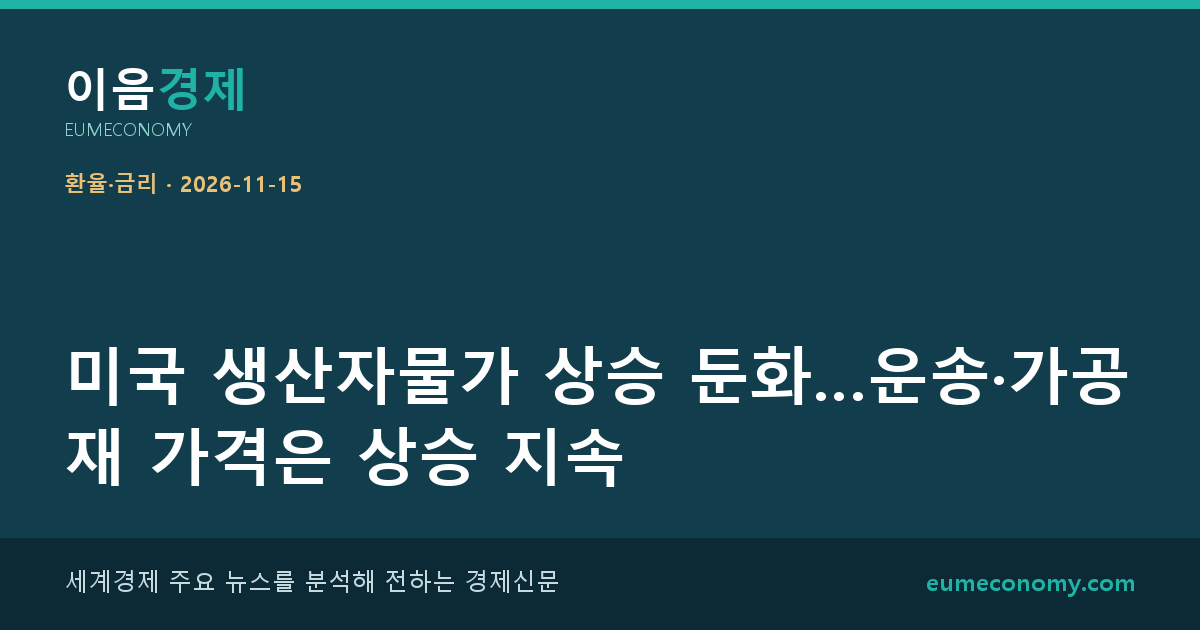 이음경제
EUMECONOMY
환율·금리 · 2026-11-15
미국 생산자물가 상승 둔화…운송·가공
재 가격은 상승 지속
세계경제 주요 뉴스를 분석해 전하는 경제신문
eumeconomy.com